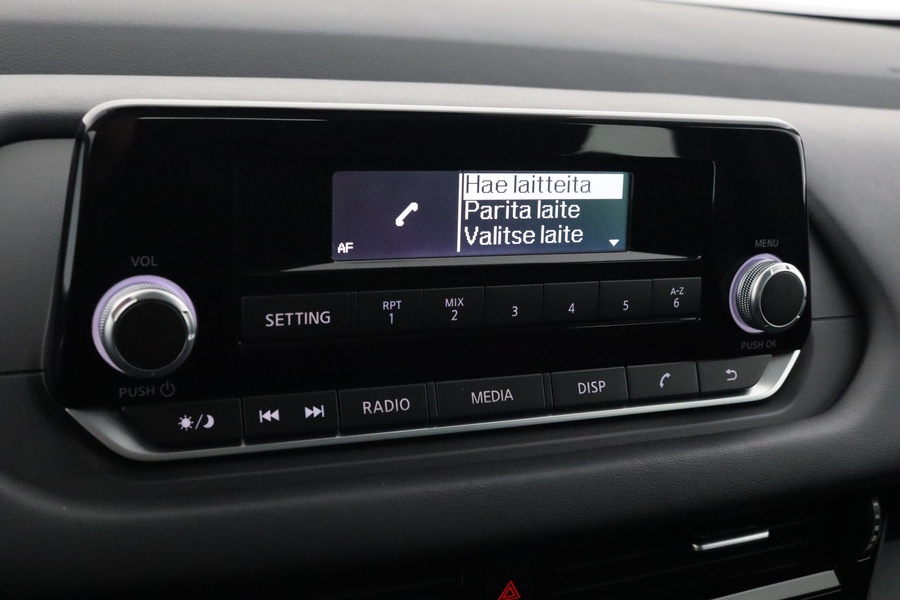 Hae laitteita
Parita laite
Valitse laite
AF
VOL
MENU
SETTING
RPT
1
MIX
2
3
4
5
A-Z
6
PUSH OK
PUSH
RADIO
MEDIA
DISP